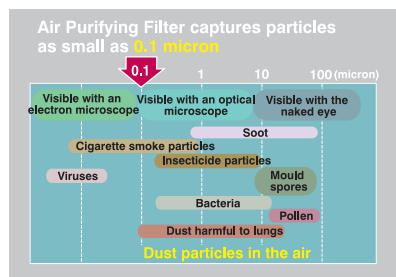 Air Purifying Filter captures particles
as small as 0.1 micron
0.1
1
10
100 (micron)
Visible with an
electron microscope
Visible with an optical
microscope
Visible with the
naked eye
Soot
Cigarette smoke particles
Insecticide particles
Viruses
Mould
spores
Bacteria
Pollen
Dust harmful to lungs
Dust particles in the air